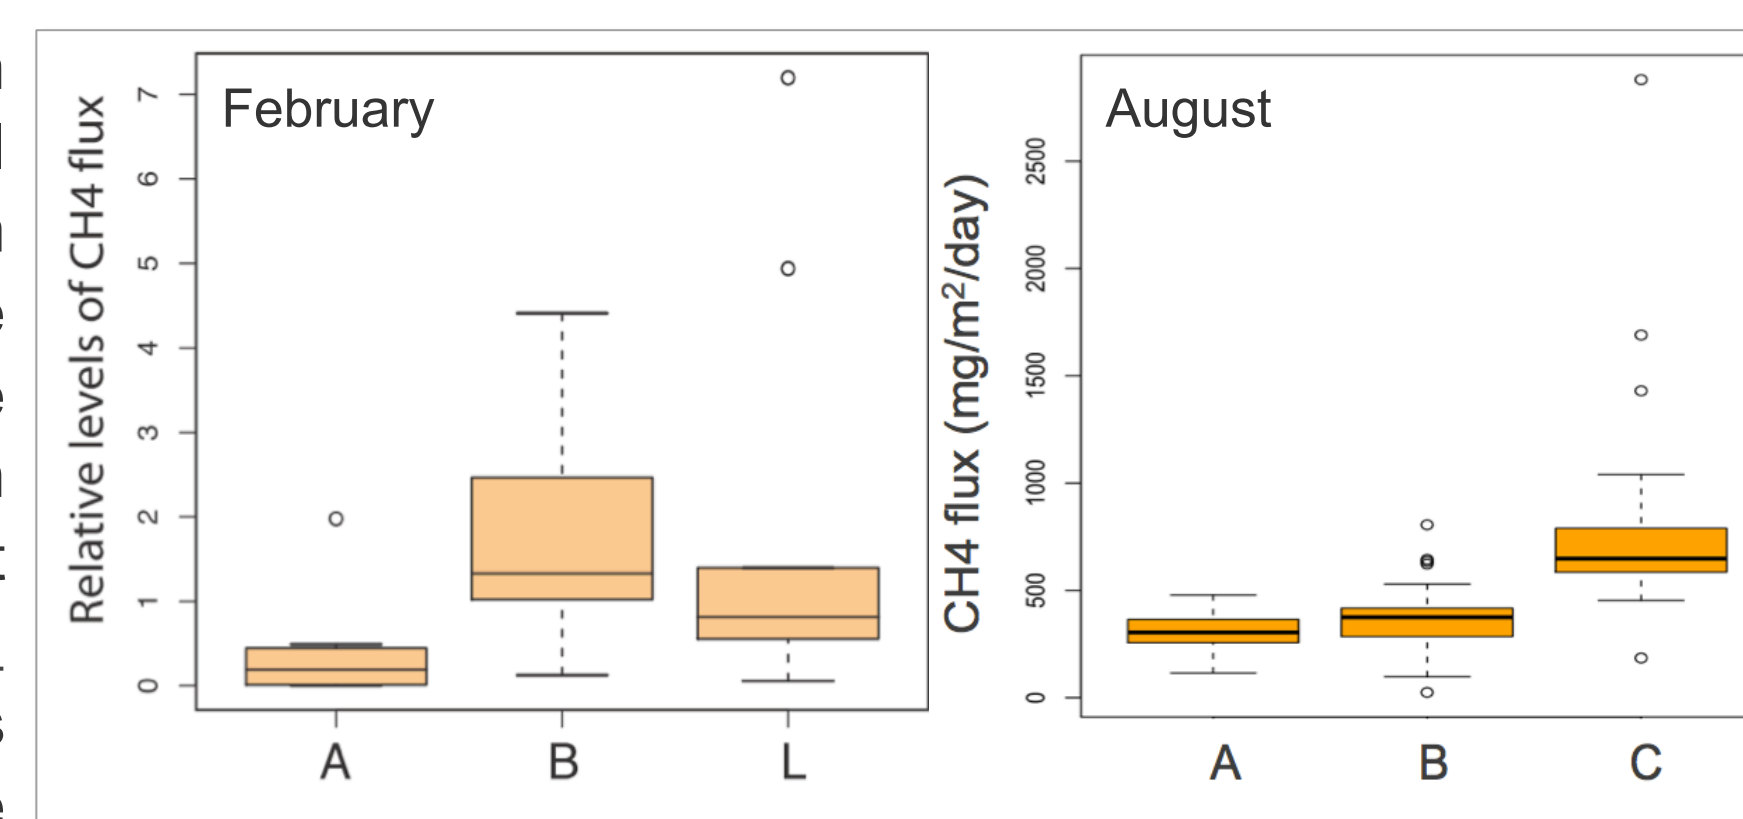 February
Relative levels of CH4 flux
7
6
5
4
3
2
1
0
A B L
August
CH4 flux (mg/m²/day)
2500
2000
1500
1000
500
0
A B C